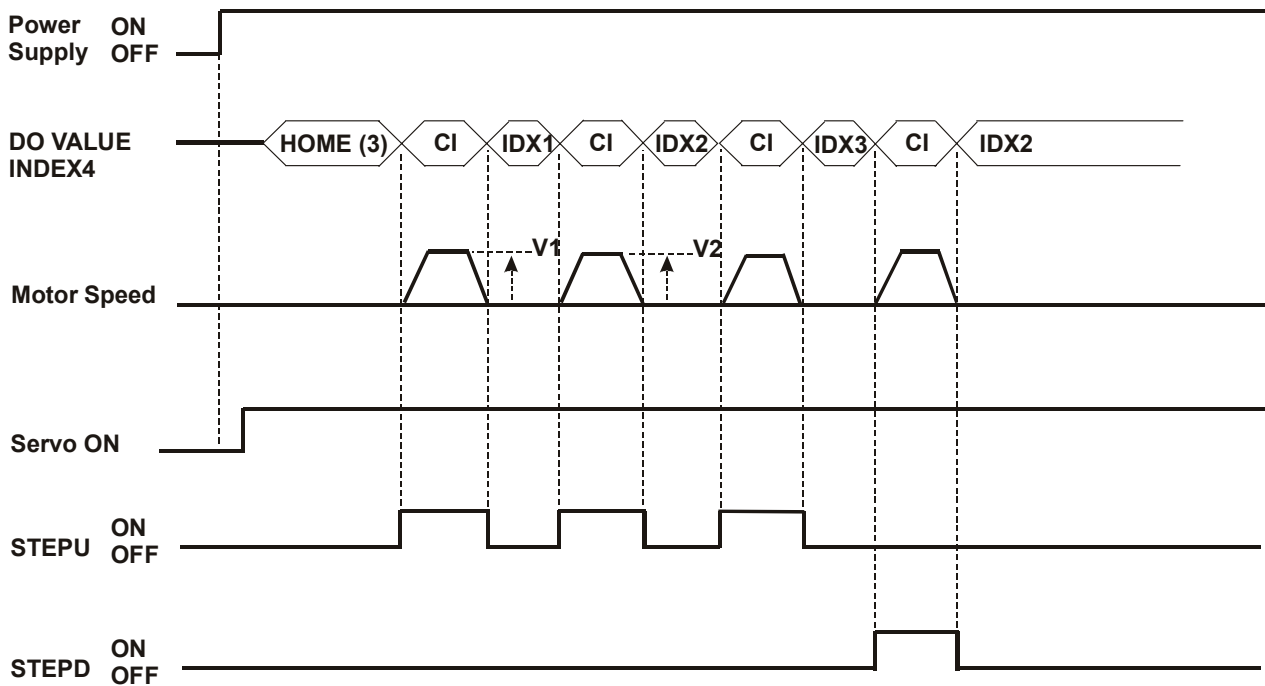 Power ON
Supply OFF
DO VALUE
INDEX4
HOME (3) CI IDX1 CI IDX2 CI IDX3 CI IDX2
V1 V2
Motor Speed
Servo ON
ON
STEPU OFF
ON
STEPD OFF